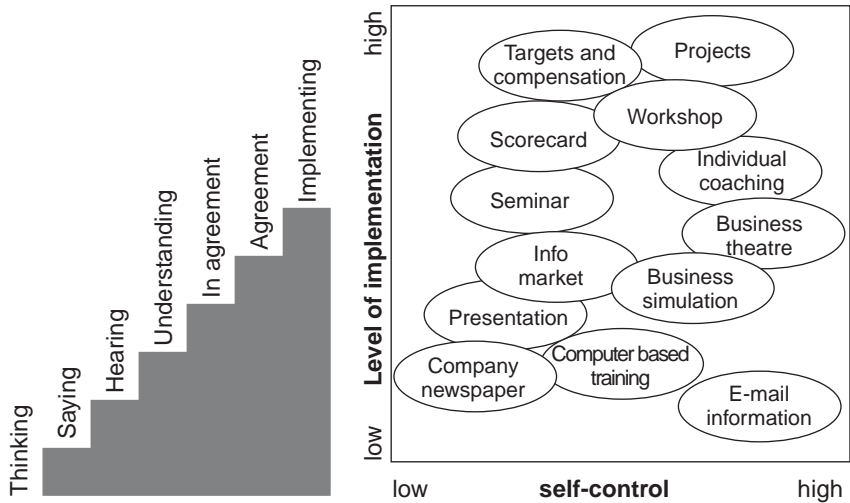 Thinking
Saying
Hearing
Understanding
In agreement
Agreement
Implementing
high
Level of implementation
low
Targets and
compensation
Projects
Workshop
Scorecard
Individual
coaching
Seminar
Business
theatre
Info
market
Business
simulation
Presentation
Computer based
training
Company
newspaper
E-mail
information
low
self-control
high